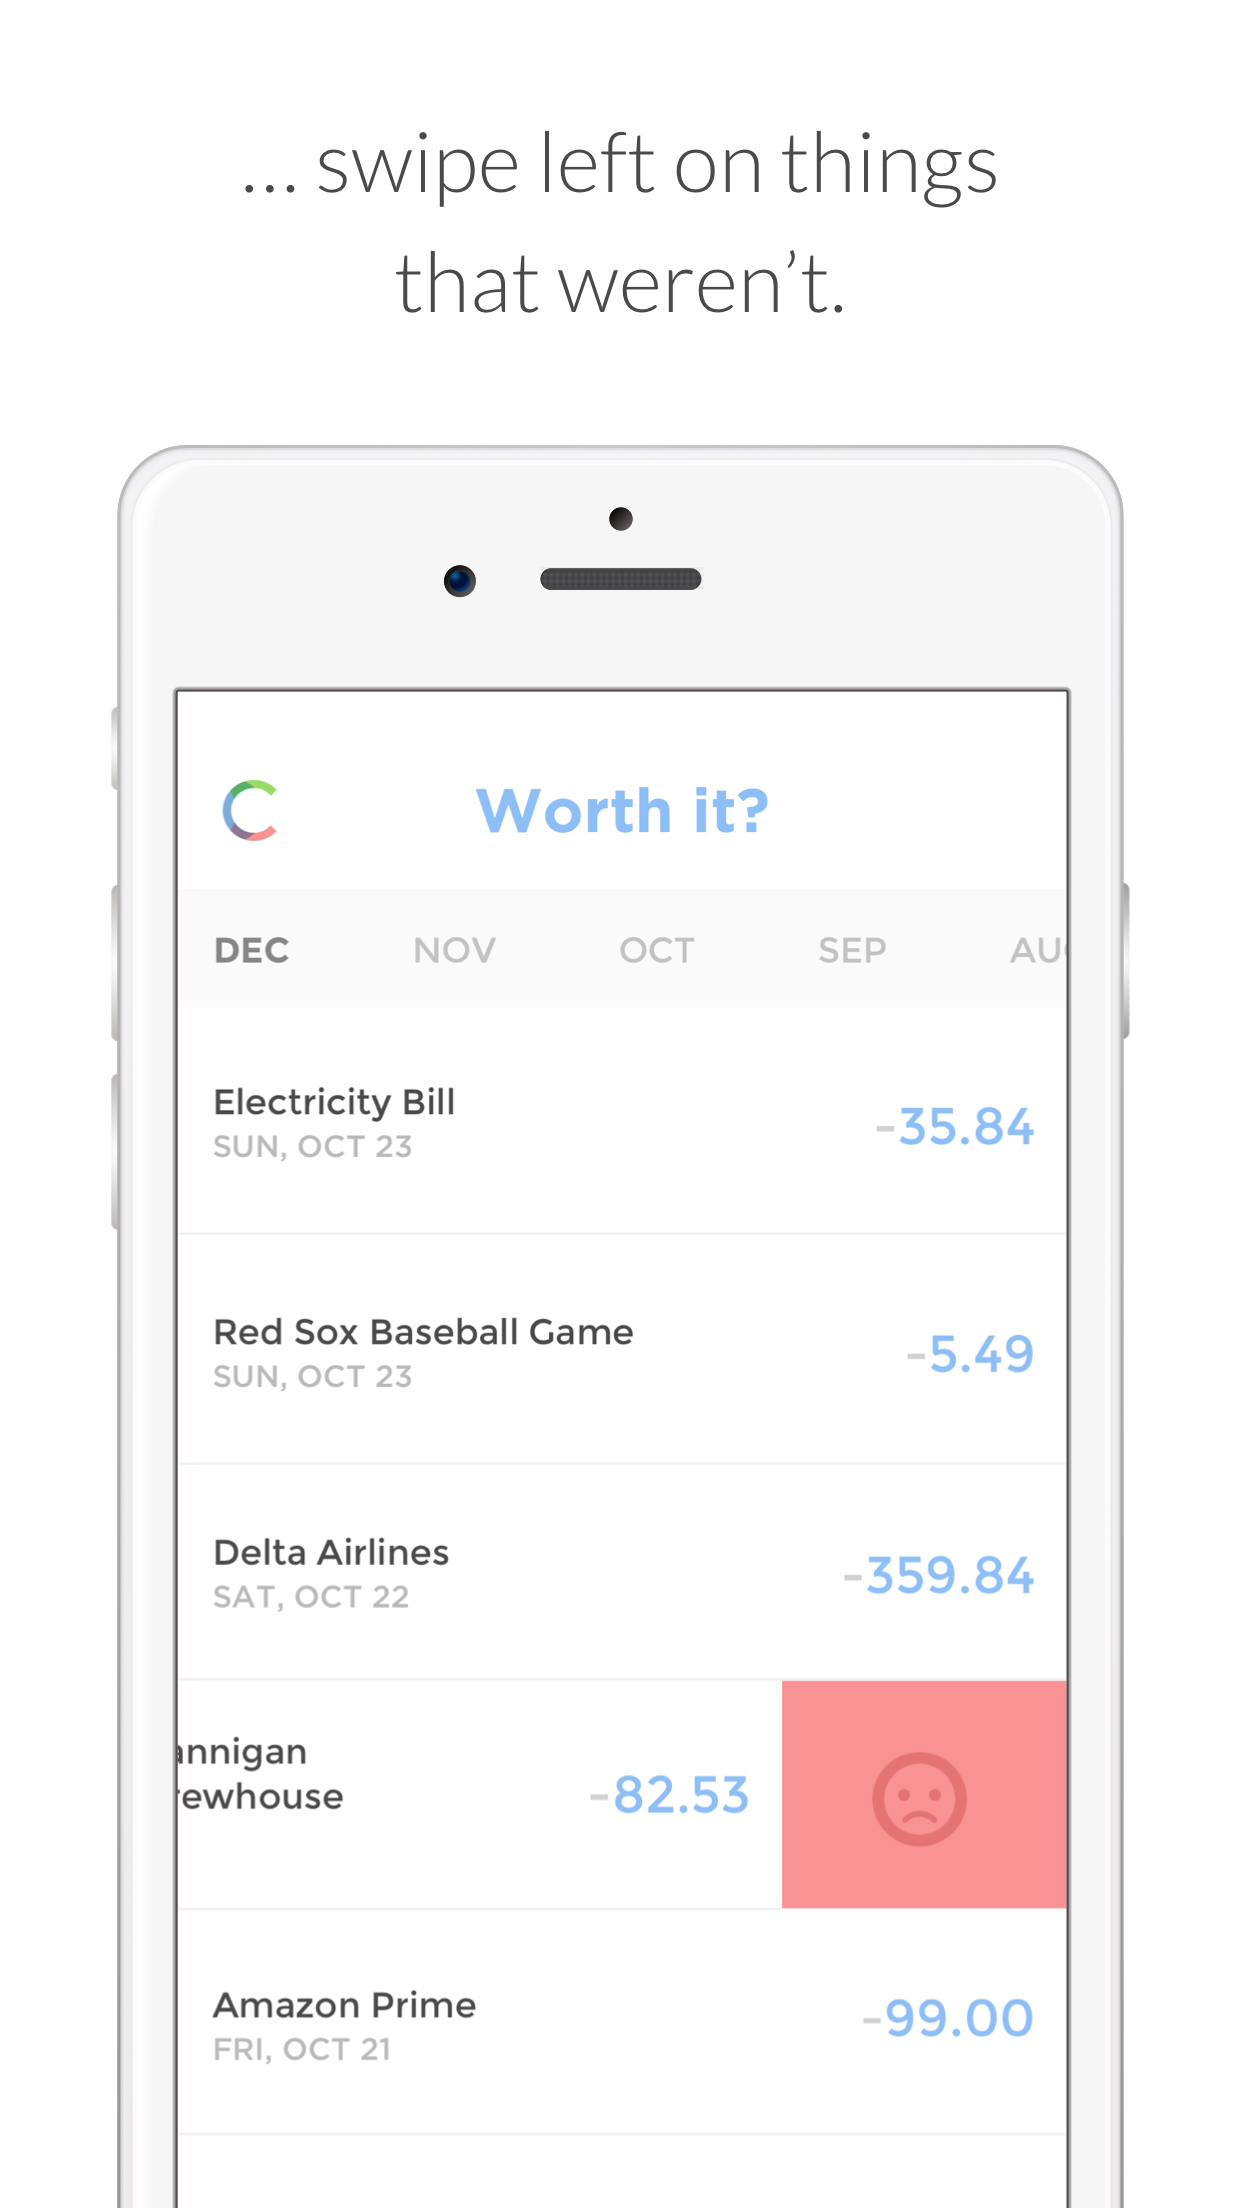 ... swipe left on things
that weren’t.
Worth it?
DEC NOV OCT SEP AU
Electricity Bill
SUN, OCT 23
-35.84
Red Sox Baseball Game
SUN, OCT 23
-5.49
Delta Airlines
SAT, OCT 22
-359.84
annigan
rewhouse
-82.53
Amazon Prime
FRI, OCT 21
-99.00